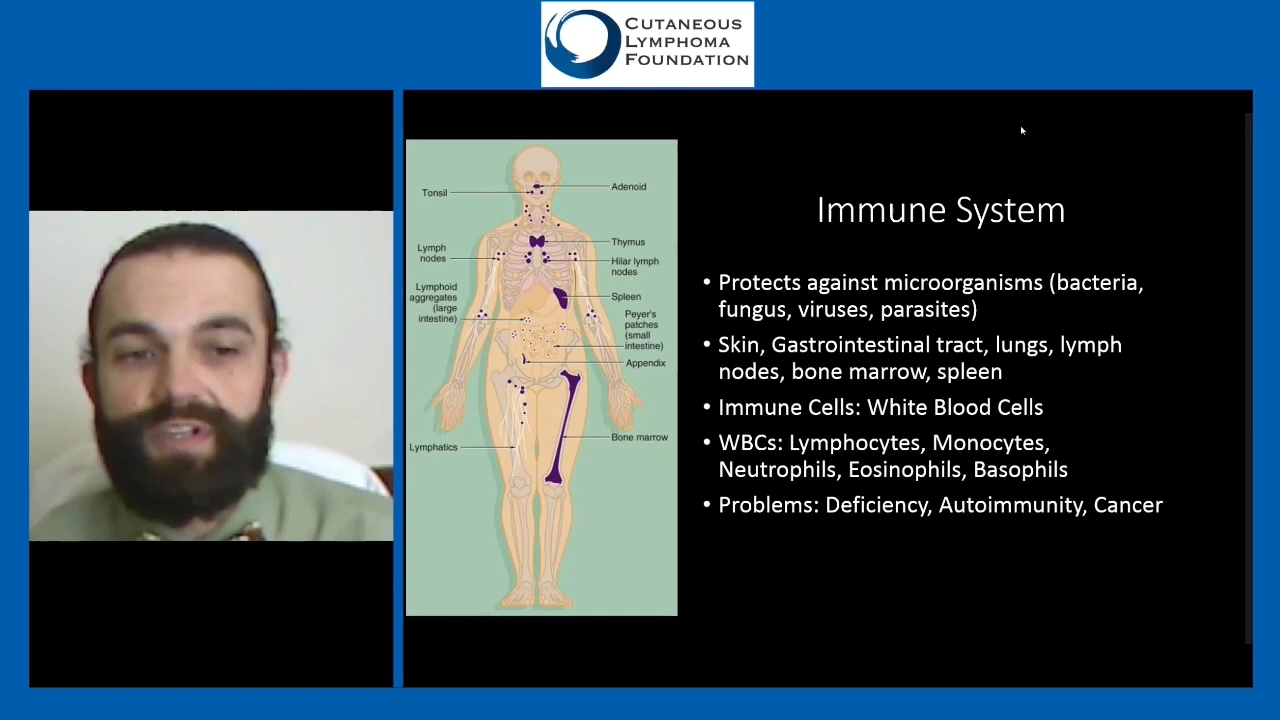 CUTANEOUS
LYMPHOMA
FOUNDATION
Tonsil
Adenoid
Thymus
Lymph
nodes
Hilar lymph
nodes
Lymphoid
aggregates
(large
intestine)
Spleen
Peyer's
patches
(small
intestine)
Appendix
Bone marrow
Lymphatics
Immune System
• Protects against microorganisms (bacteria,
fungus, viruses, parasites)
• Skin, Gastrointestinal tract, lungs, lymph
nodes, bone marrow, spleen
• Immune Cells: White Blood Cells
• WBCs: Lymphocytes, Monocytes,
Neutrophils, Eosinophils, Basophils
• Problems: Deficiency, Autoimmunity, Cancer